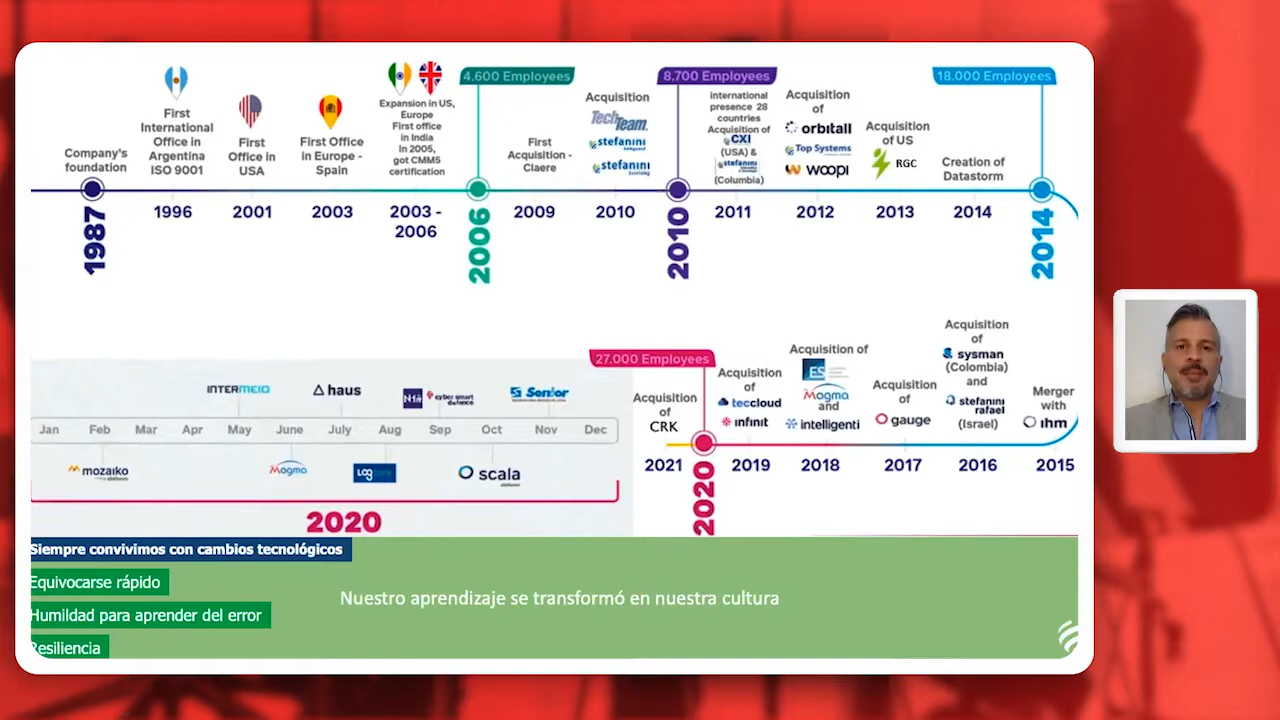 4.600 Employees
8.700 Employees
18.000 Employees
Company's
foundation
1987
First
International
Office in
Argentina
ISO 9001
1996
First
Office in
USA
2001
First Office
in Europe -
Spain
2003
Expansion in US,
Europe
First office
in India
In 2005,
got CMM5
certification
2003 -
2006
2006
First
Acquisition -
Claere
2009
Acquisition
TechTeam.
stefanini
stefanini
2010
2010
international
presence 28
countries
Acquisition of
CXI
(USA) &
stefanini
(Columbia)
2011
Acquisition
of
orbitall
Top Systems
woopi
2012
Acquisition
of US
RGC
2013
Creation of
Datastorm
2014
2014
27.000 Employees
INTERMEIO
haus
N1
cyber smart
defence
Senior
Jan Feb Mar Apr May June July Aug Sep Oct Nov Dec
mozaiko
Magma
LOG
scala
2020
Acquisition
of
CRK
2021
2020
Acquisition
of
teccloud
infinit
2019
Acquisition of
ES
Magma
and
intelligenti
2018
Acquisition
of
gauge
2017
Acquisition
of
sysman
(Colombia)
and
stefanini
rafael
(Israel)
2016
Merger
with
ihm
2015
Siempre convivimos con cambios tecnológicos
Equivocarse rápido
Humildad para aprender del error
Resiliencia
Nuestro aprendizaje se transformó en nuestra cultura